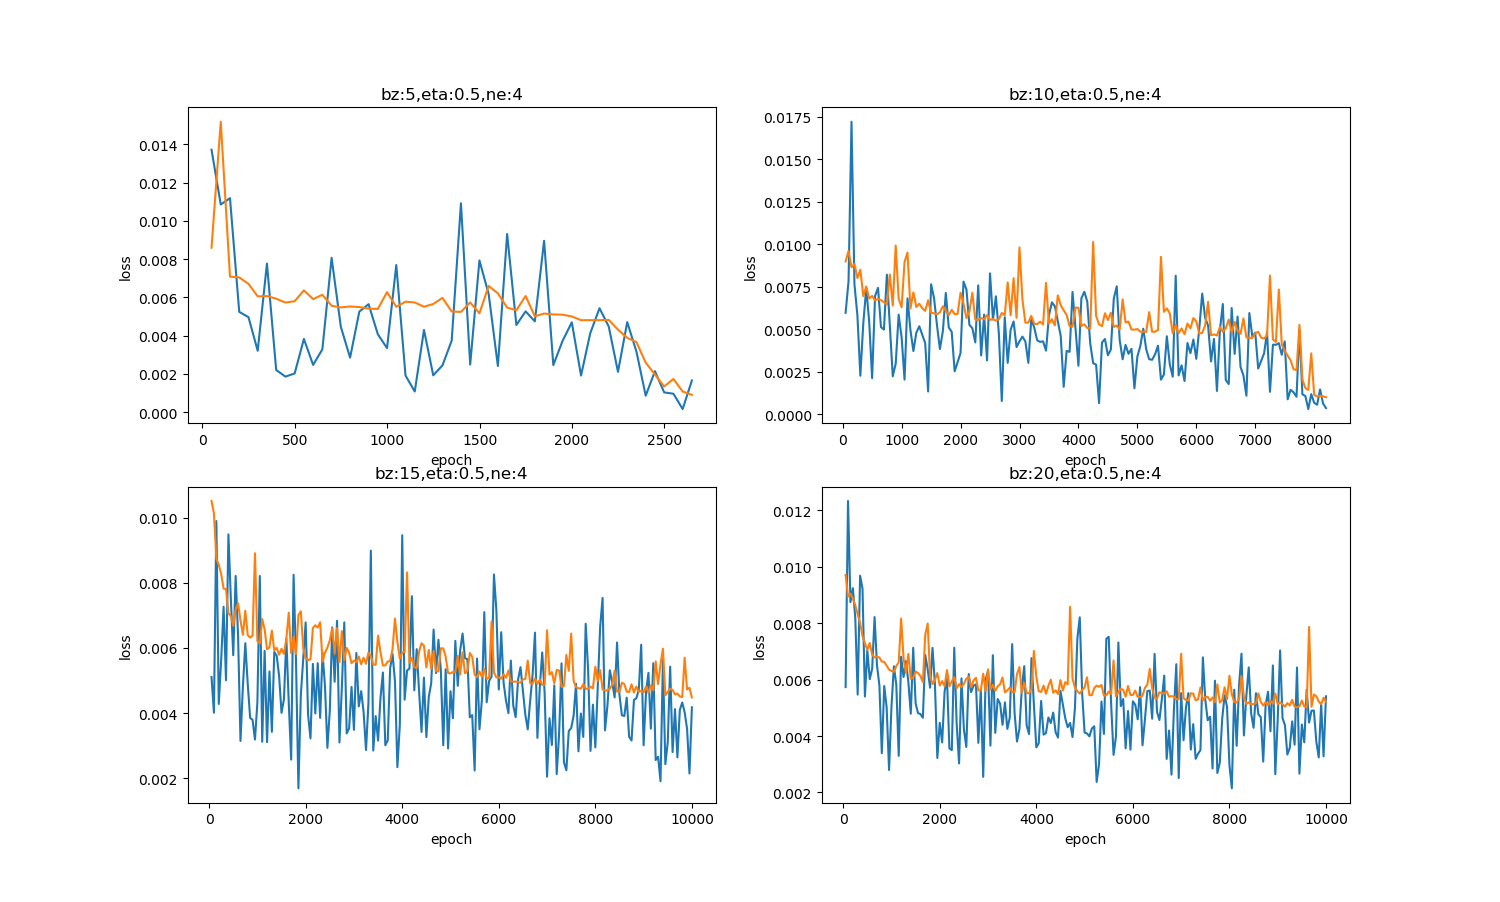 bz:5,eta:0.5,ne:4
loss
0.014
0.012
0.010
0.008
0.006
0.004
0.002
0.000
0 500 1000 1500 2000 2500
epoch
bz:10,eta:0.5,ne:4
loss
0.0175
0.0150
0.0125
0.0100
0.0075
0.0050
0.0025
0.0000
0 1000 2000 3000 4000 5000 6000 7000 8000
epoch
bz:15,eta:0.5,ne:4
loss
0.010
0.008
0.006
0.004
0.002
0 2000 4000 6000 8000 10000
epoch
bz:20,eta:0.5,ne:4
loss
0.012
0.010
0.008
0.006
0.004
0.002
0 2000 4000 6000 8000 10000
epoch